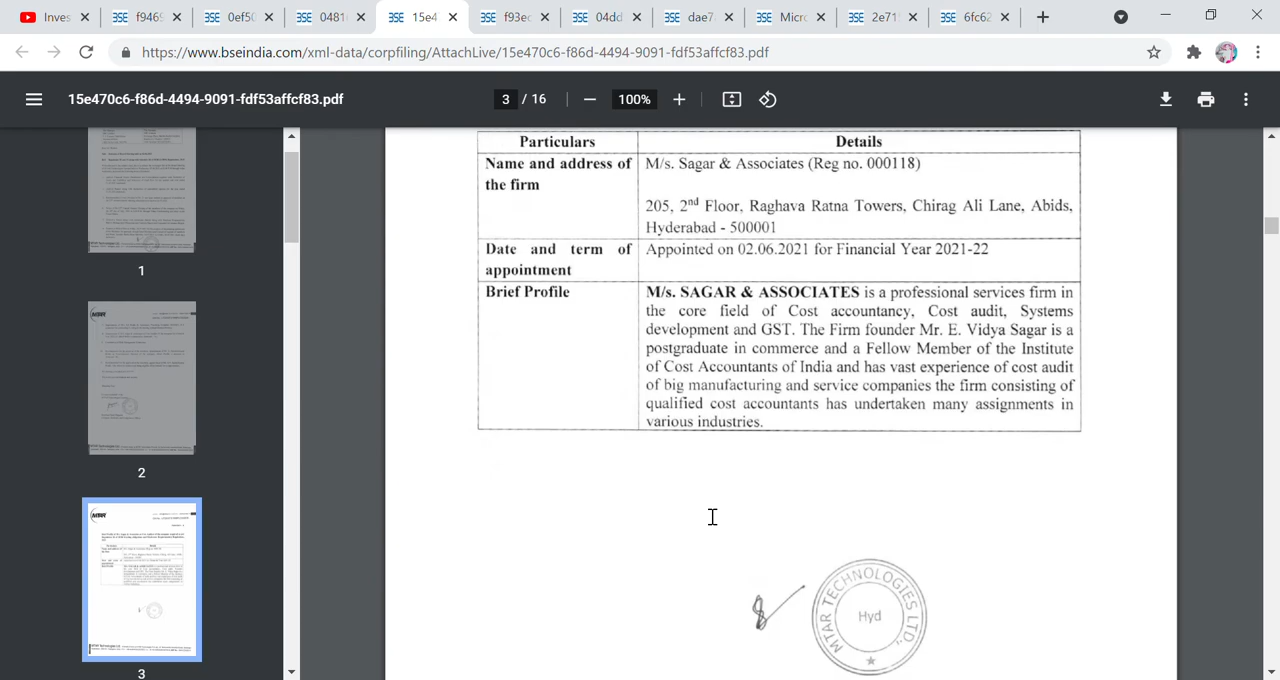 Inves
f9469
0ef50
0481
15e4
f93ec
04dd
dae7
Micro
2e71
6fc62
https://www.bseindia.com/xml-data/corpfiling/AttachLive/15e470c6-f86d-4494-9091-fdf53affcf83.pdf
15e470c6-f86d-4494-9091-fdf53affcf83.pdf
3 / 16
100%
1
2
3
Particulars Details
Name and address of M/s. Sagar & Associates (Reg no. 000118)
the firm
205, 2nd Floor, Raghava Ratna Towers, Chirag Ali Lane, Abids,
Hyderabad - 500001
Date and term of Appointed on 02.06.2021 for Financial Year 2021-22
appointment
Brief Profile M/s. SAGAR & ASSOCIATES is a professional services firm in
the core field of Cost accountancy, Cost audit, Systems
development and GST. The Firm founder Mr. E. Vidya Sagar is a
postgraduate in commerce and a Fellow Member of the Institute
of Cost Accountants of India and has vast experience of cost audit
of big manufacturing and service companies the firm consisting of
qualified cost accountants has undertaken many assignments in
various industries.
MTAR TECHNOLOGIES LTD.
Hyd